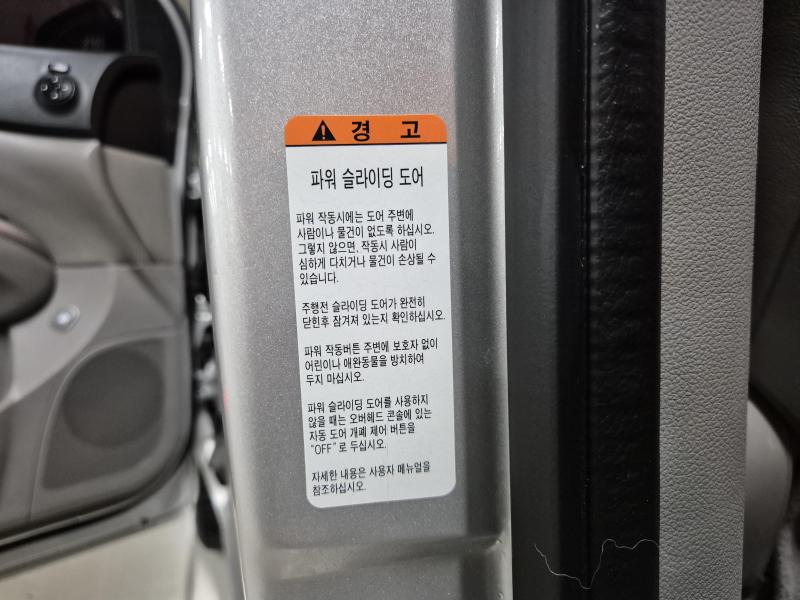 경 고
파워 슬라이딩 도어
파워 작동시에는 도어 주변에
사람이나 물건이 없도록 하십시오.
그렇지 않으면, 작동시 사람이
심하게 다치거나 물건이 손상될 수
있습니다.
주행전 슬라이딩 도어가 완전히
닫힌후 잠겨져 있는지 확인하십시오.
파워 작동버튼 주변에 보호자 없이
어린이나 애완동물을 방치하여
두지 마십시오.
파워 슬라이딩 도어를 사용하지
않을 때는 오버헤드 콘솔에 있는
자동 도어 개폐 제어 버튼을
"OFF" 로 두십시오.
자세한 내용은 사용자 메뉴얼을
참조하십시오.